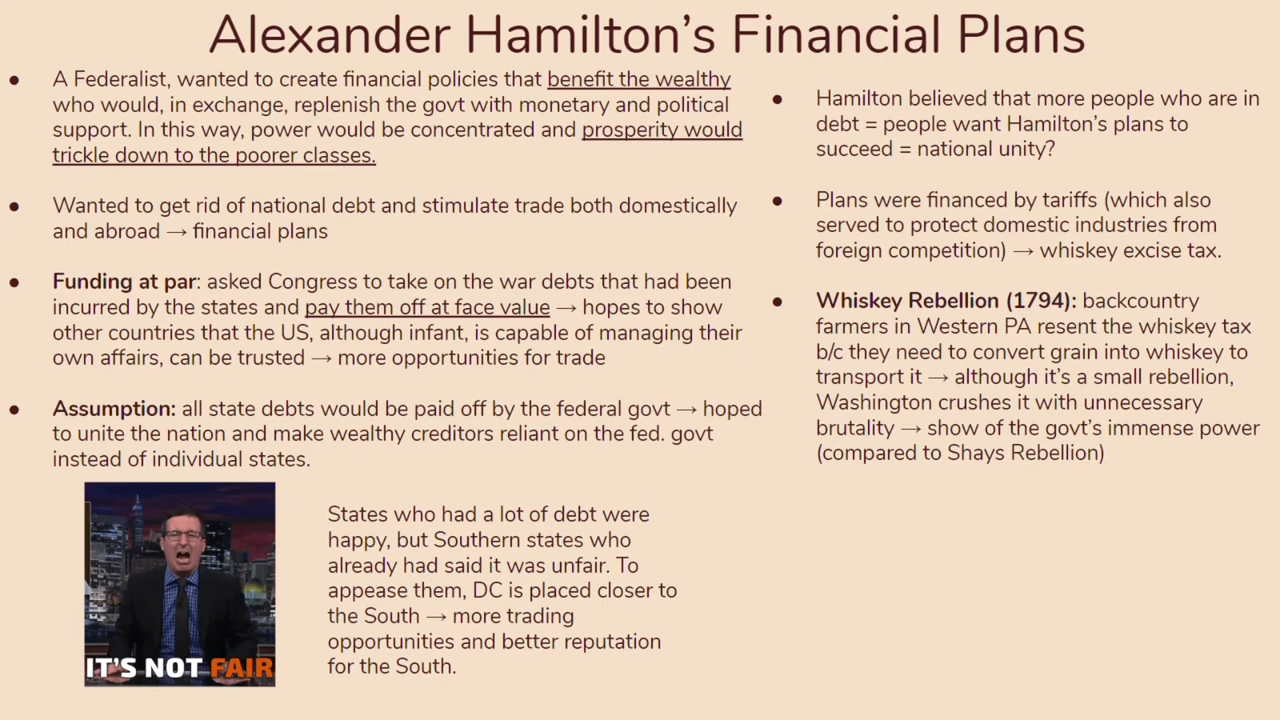 Alexander Hamilton's Financial Plans
● A Federalist, wanted to create financial policies that benefit the wealthy
who would, in exchange, replenish the govt with monetary and political
support. In this way, power would be concentrated and prosperity would
trickle down to the poorer classes.
● Wanted to get rid of national debt and stimulate trade both domestically
and abroad → financial plans
● Funding at par: asked Congress to take on the war debts that had been
incurred by the states and pay them off at face value → hopes to show
other countries that the US, although infant, is capable of managing their
own affairs, can be trusted → more opportunities for trade
● Assumption: all state debts would be paid off by the federal govt → hoped
to unite the nation and make wealthy creditors reliant on the fed. govt
instead of individual states.
IT'S NOT FAIR
States who had a lot of debt were
happy, but Southern states who
already had said it was unfair. To
appease them, DC is placed closer to
the South → more trading
opportunities and better reputation
for the South.
● Hamilton believed that more people who are in
debt = people want Hamilton's plans to
succeed = national unity?
● Plans were financed by tariffs (which also
served to protect domestic industries from
foreign competition) → whiskey excise tax.
● Whiskey Rebellion (1794): backcountry
farmers in Western PA resent the whiskey tax
b/c they need to convert grain into whiskey to
transport it → although it's a small rebellion,
Washington crushes it with unnecessary
brutality → show of the govt's immense power
(compared to Shays Rebellion)